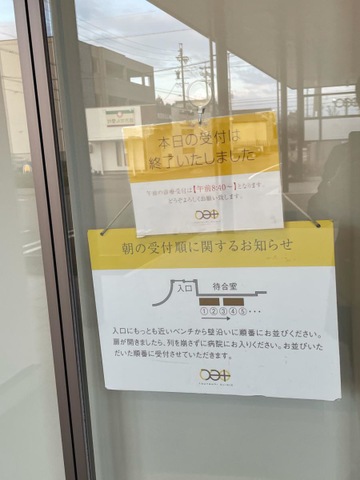 本日の受付は
終了いたしました
午前の診療受付は【午前8:40~】となります。
どうぞよろしくお願い致します。
朝の受付順に関するお知らせ
入口 待合室
①②③④⑤・・・
入口にもっとも近いベンチから壁沿いに順番にお並びください。
扉が開きましたら、列を崩さずに病院にお入りください。お並びいた
だいた順番に受付させていただきます。